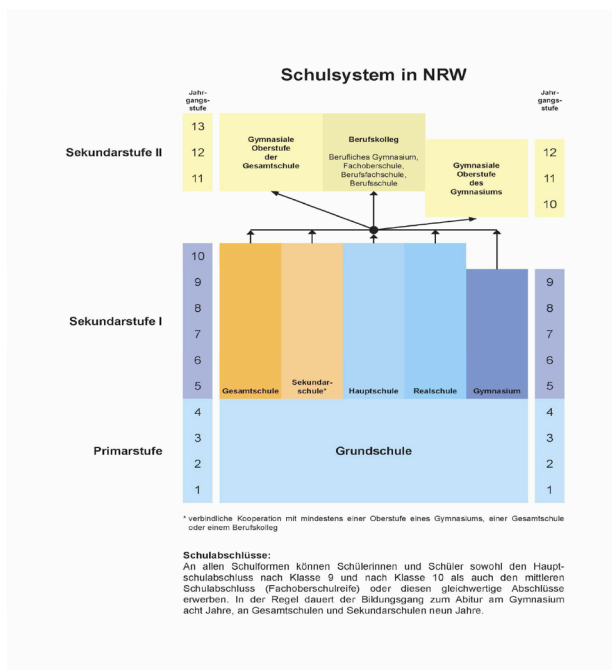 Schulsystem in NRW
Jahr-
gangs-
stufe
Jahr-
gangs-
stufe
Sekundarstufe II
13
12
11
Gymnasiale
Oberstufe
der
Gesamtschule
Berufskolleg
Berufliches Gymnasium,
Fachoberschule,
Berufsfachschule,
Berufsschule
Gymnasiale
Oberstufe
des
Gymnasiums
12
11
10
Sekundarstufe I
10
9
8
7
6
5
Gesamtschule
Sekundar-
schule*
Hauptschule
Realschule
Gymnasium
9
8
7
6
5
Primarstufe
4
3
2
1
Grundschule
4
3
2
1
* verbindliche Kooperation mit mindestens einer Oberstufe eines Gymnasiums, einer Gesamtschule
oder einem Berufskolleg
Schulabschlüsse:
An allen Schulformen können Schülerinnen und Schüler sowohl den Haupt-
schulabschluss nach Klasse 9 und nach Klasse 10 als auch den mittleren
Schulabschluss (Fachoberschulreife) oder diesen gleichwertige Abschlüsse
erwerben. In der Regel dauert der Bildungsgang zum Abitur am Gymnasium
acht Jahre, an Gesamtschulen und Sekundarschulen neun Jahre.